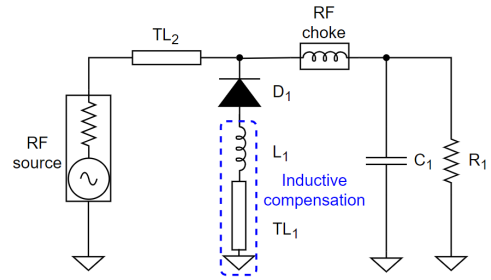 RF
choke
TL2
D1
RF
source
L1
Inductive
compensation
TL1
C1
R1